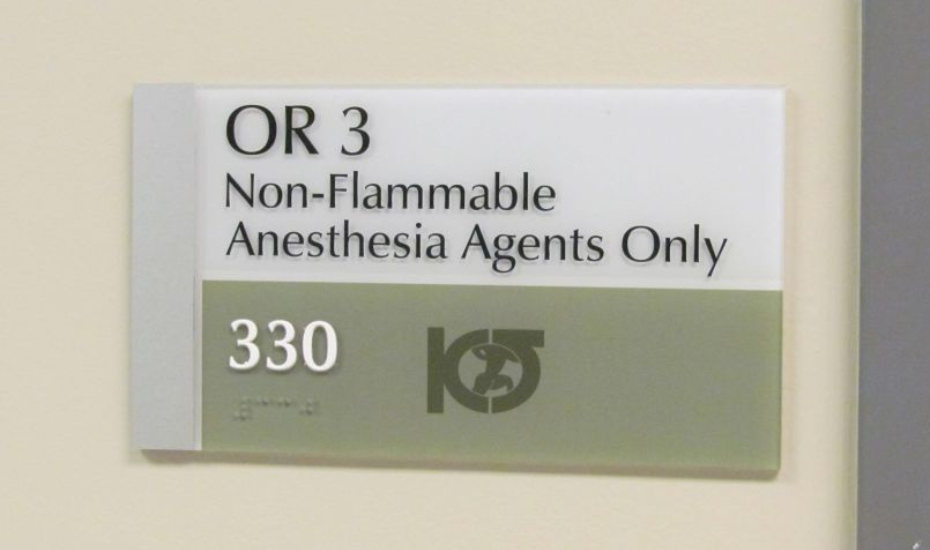 OR 3
Non-Flammable
Anesthesia Agents Only
330